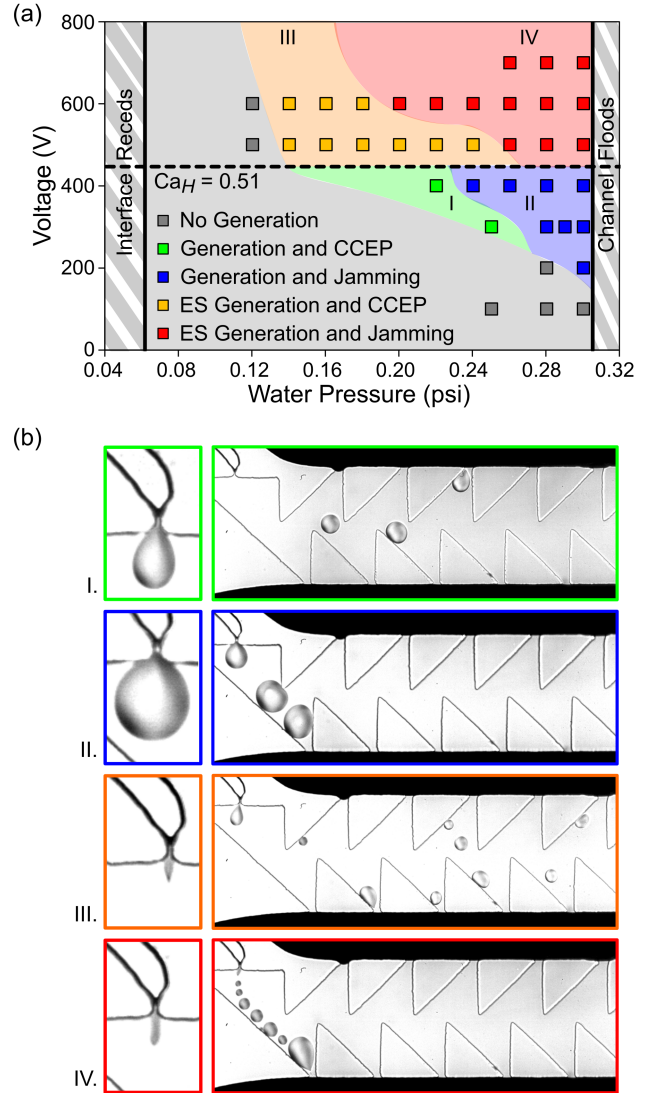 (a)
800
600
400
200
0
Voltage (V)
Interface Receds
Channel Floods
III
IV
I
II
CaH = 0.51
No Generation
Generation and CCEP
Generation and Jamming
ES Generation and CCEP
ES Generation and Jamming
0.04 0.08 0.12 0.16 0.20 0.24 0.28 0.32
Water Pressure (psi)
(b)
I.
II.
III.
IV.